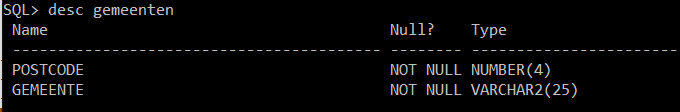 SQL> desc gemeenten
Name Null? Type
----------------------------------------- -------- ----------------------------
POSTCODE NOT NULL NUMBER(4)
GEMEENTE NOT NULL VARCHAR2(25)